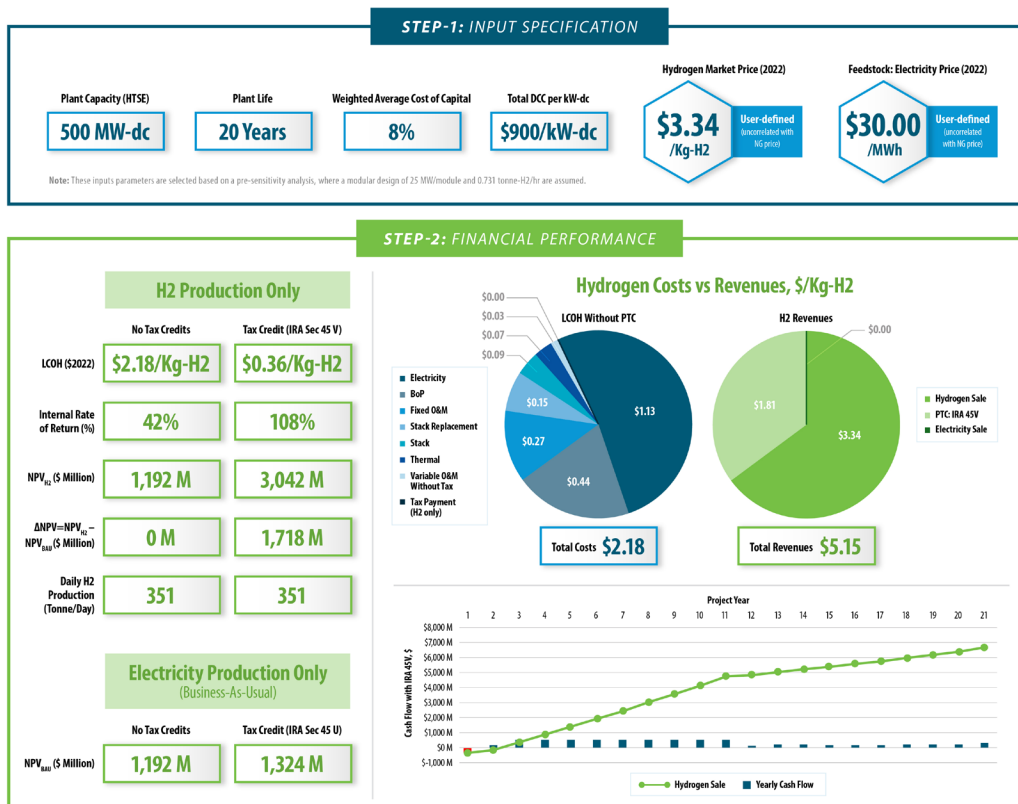 STEP-1: INPUT SPECIFICATION
Plant Capacity (HTSE)
500 MW-dc
Plant Life
20 Years
Weighted Average Cost of Capital
8%
Total DCC per kW-dc
$900/kW-dc
Hydrogen Market Price (2022)
$3.34
/Kg-H2
User-defined
(uncorrelated with
NG price)
Feedstock: Electricity Price (2022)
$30.00
/MWh
User-defined
(uncorrelated
with NG price)
Note: These inputs parameters are selected based on a pre-sensitivity analysis, where a modular design of 25 MW/module and 0.731 tonne-H2/hr are assumed.
STEP-2: FINANCIAL PERFORMANCE
H2 Production Only
No Tax Credits
Tax Credit (IRA Sec 45 V)
LCOH ($2022)
$2.18/Kg-H2
$0.36/Kg-H2
Internal Rate
of Return (%)
42%
108%
NPV_H2 ($ Million)
1,192 M
3,042 M
ΔNPV=NPV_H2 –
NPV_BAU ($ Million)
0 M
1,718 M
Daily H2
Production
(Tonne/Day)
351
351
Electricity Production Only
(Business-As-Usual)
No Tax Credits
Tax Credit (IRA Sec 45 U)
NPV_BAU ($ Million)
1,192 M
1,324 M
Hydrogen Costs vs Revenues, $/Kg-H2
LCOH Without PTC
$0.00
$0.03
$0.07
$0.09
$0.15
$0.27
$0.44
$1.13
Electricity
BoP
Fixed O&M
Stack Replacement
Stack
Thermal
Variable O&M
Without Tax
Tax Payment
(H2 only)
Total Costs $2.18
H2 Revenues
$0.00
$1.81
$3.34
Hydrogen Sale
PTC: IRA 45V
Electricity Sale
Total Revenues $5.15
Project Year
1 2 3 4 5 6 7 8 9 10 11 12 13 14 15 16 17 18 19 20 21
Cash Flow with IRA 45V, $
$8,000 M
$7,000 M
$6,000 M
$5,000 M
$4,000 M
$3,000 M
$2,000 M
$1,000 M
$0 M
$-1,000 M
Hydrogen Sale
Yearly Cash Flow